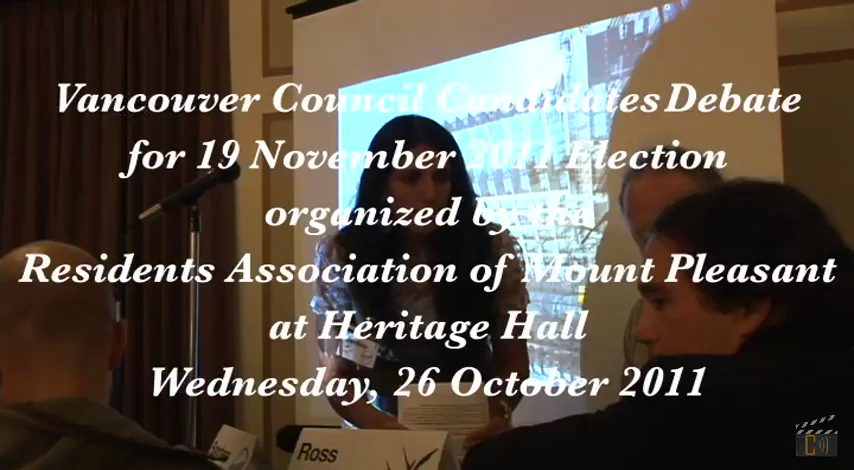 Vancouver Council Candidates Debate
for 19 November 2011 Election
organized by the
Residents Association of Mount Pleasant
at Heritage Hall
Wednesday, 26 October 2011
Ross